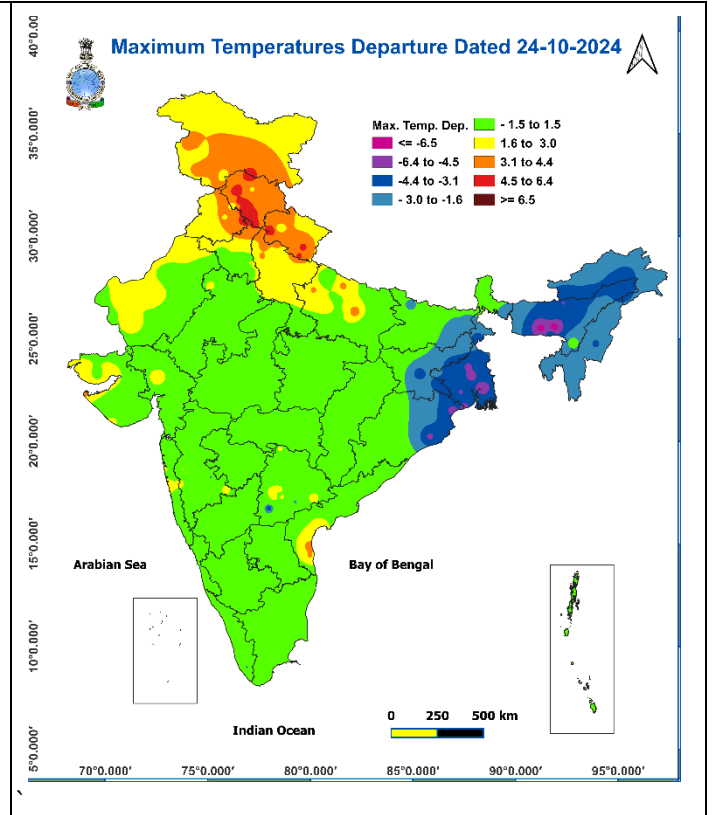 Maximum Temperatures Departure Dated 24-10-2024
Max. Temp. Dep.
<= -6.5
-6.4 to -4.5
-4.4 to -3.1
- 3.0 to -1.6
- 1.5 to 1.5
1.6 to 3.0
3.1 to 4.4
4.5 to 6.4
>= 6.5
40°0.00
35°0.000'
30°0.000'
25°0.000'
20°0.000'
15°0.000'
10°0.000'
5°0.000'
Arabian Sea
Bay of Bengal
Indian Ocean
0 250 500 km
70°0.000' 75°0.000' 80°0.000' 85°0.000' 90°0.000' 95°0.000'
`